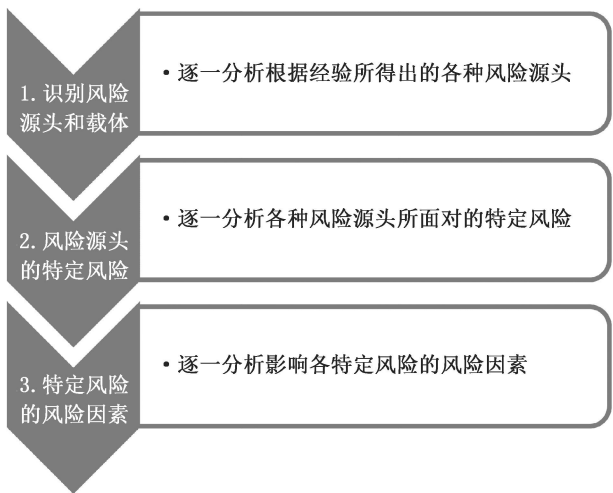 1. 识别风险
源头和载体
• 逐一分析根据经验所得出的各种风险源头
2. 风险源头
的特定风险
• 逐一分析各种风险源头所面对的特定风险
3. 特定风险
的风险因素
• 逐一分析影响各特定风险的风险因素